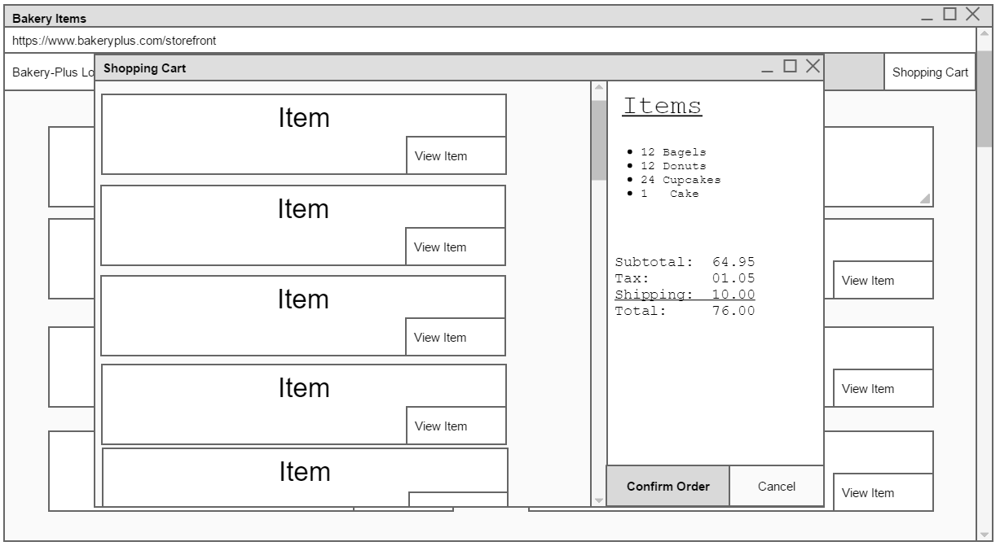 Bakery Items
https://www.bakeryplus.com/storefront
Bakery-Plus Lo
Shopping Cart
Shopping Cart
Item
View Item
Item
View Item
Item
View Item
Item
View Item
Item
Items
12 Bagels
12 Donuts
24 Cupcakes
1 Cake
Subtotal: 64.95
Tax: 01.05
Shipping: 10.00
Total: 76.00
Confirm Order
Cancel
View Item
View Item
View Item